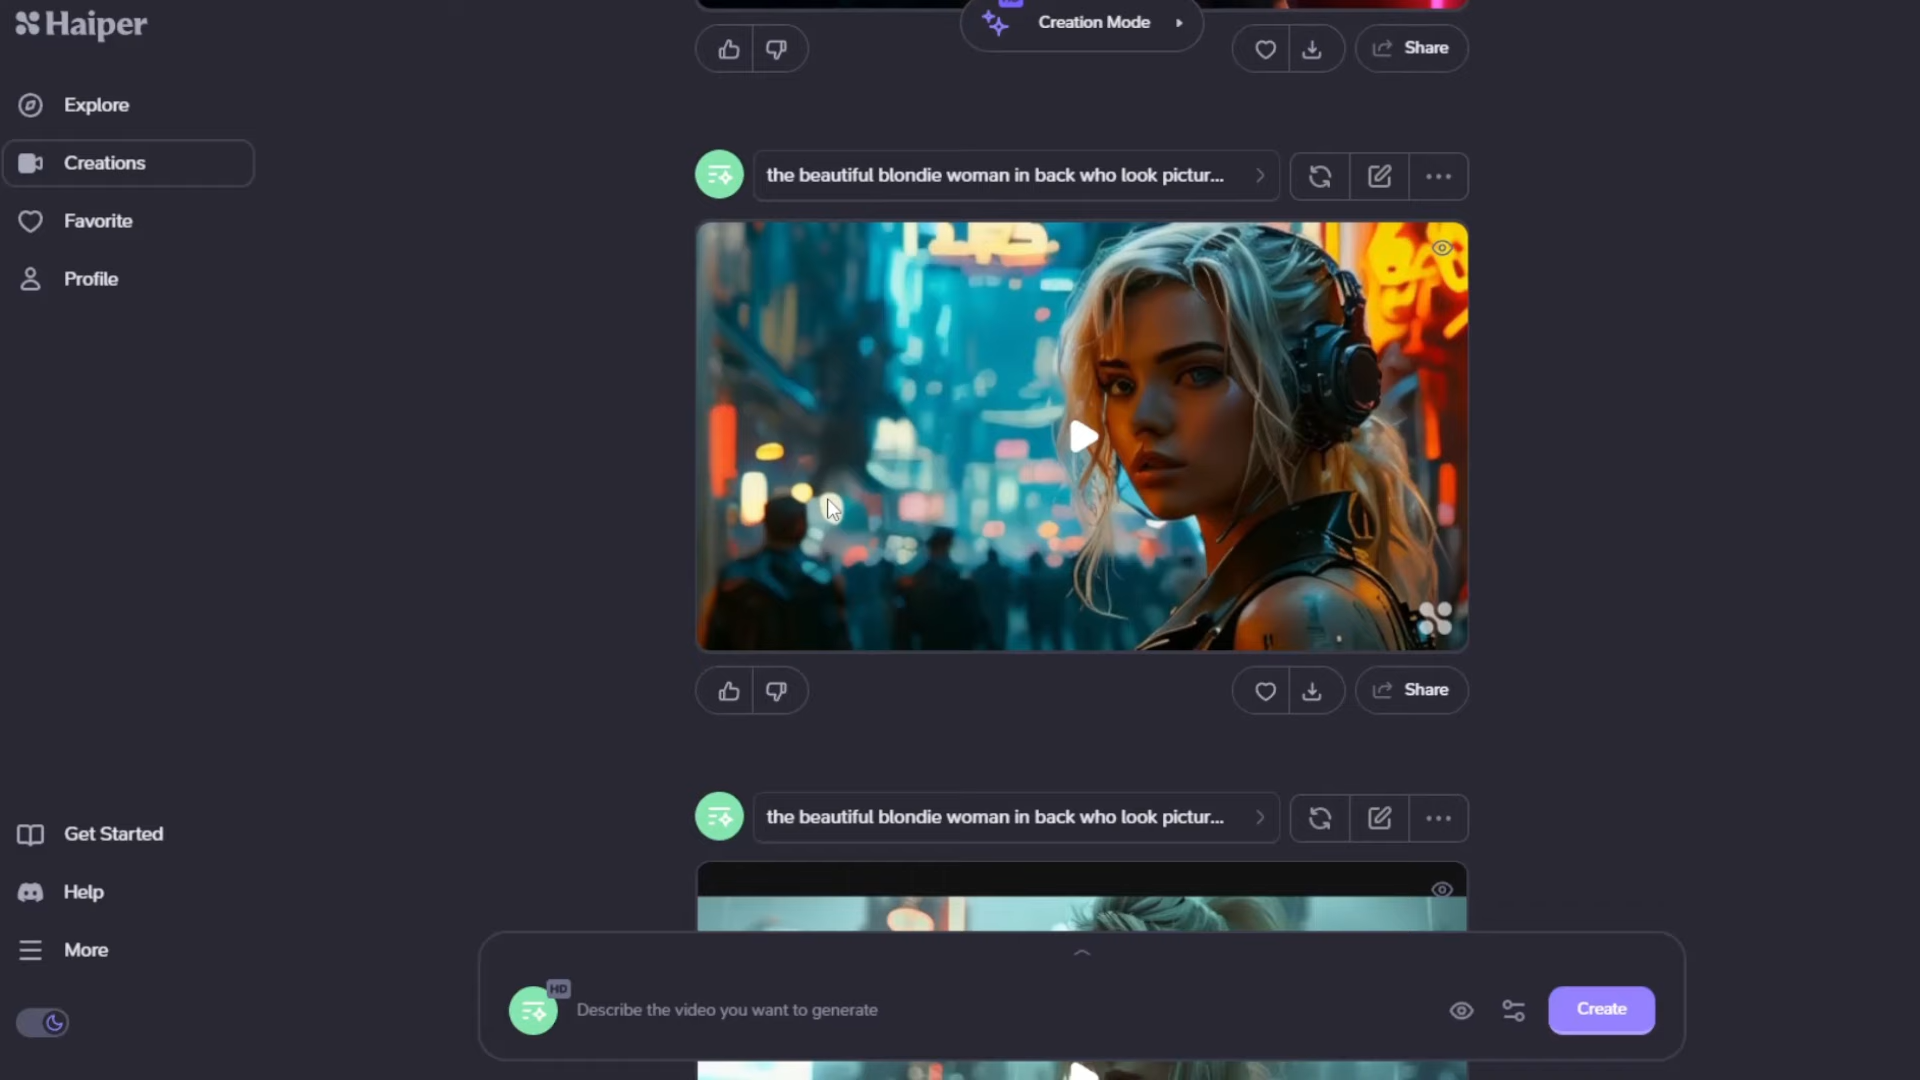 Haiper
Creation Mode
Share
Explore
Creations
Favorite
Profile
the beautiful blondie woman in back who look pictur...
Share
the beautiful blondie woman in back who look pictur...
Get Started
Help
More
HD
Describe the video you want to generate
Create